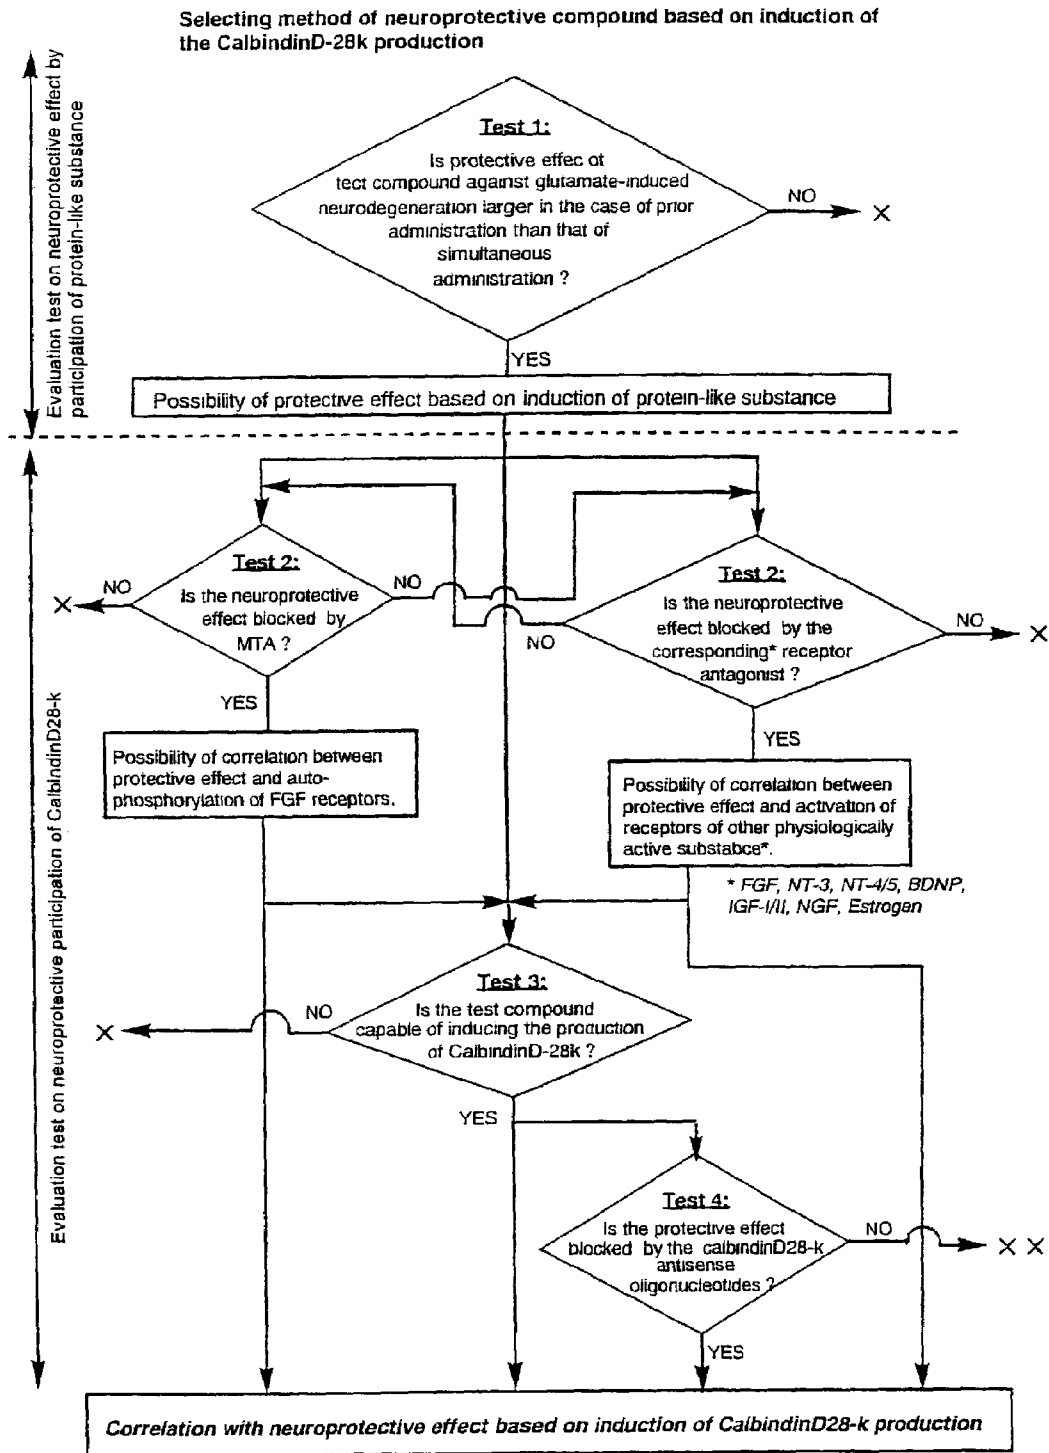 Selecting method of neuroprotective compound based on induction of
the CalbindinD-28k production
Evaluation test on neuroprotective effect by
participation of protein-like substance
Test 1:
Is protective effec of
tect compound against glutamate-induced
neurodegeneration larger in the case of prior
administration than that of
simultaneous
administration ?
NO
X
YES
Possibility of protective effect based on induction of protein-like substance
Evaluation test on neuroprotective participation of CalbindinD28-k
Test 2:
Is the neuroprotective
effect blocked by
MTA ?
NO
X
NO
YES
Test 2:
Is the neuroprotective
effect blocked by the
corresponding* receptor
antagonist ?
NO
NO
X
YES
Possibility of correlation between
protective effect and auto-
phosphorylation of FGF receptors.
Possibility of correlation between
protective effect and activation of
receptors of other physiologically
active substabce*.
* FGF, NT-3, NT-4/5, BDNP,
IGF-I/II, NGF, Estrogen
Test 3:
Is the test compound
capable of inducing the production
of CalbindinD-28k ?
NO
X
YES
Test 4:
Is the protective effect
blocked by the calbindinD28-k
antisense
oligonucleotides ?
NO
X X
YES
Correlation with neuroprotective effect based on induction of CalbindinD28-k production